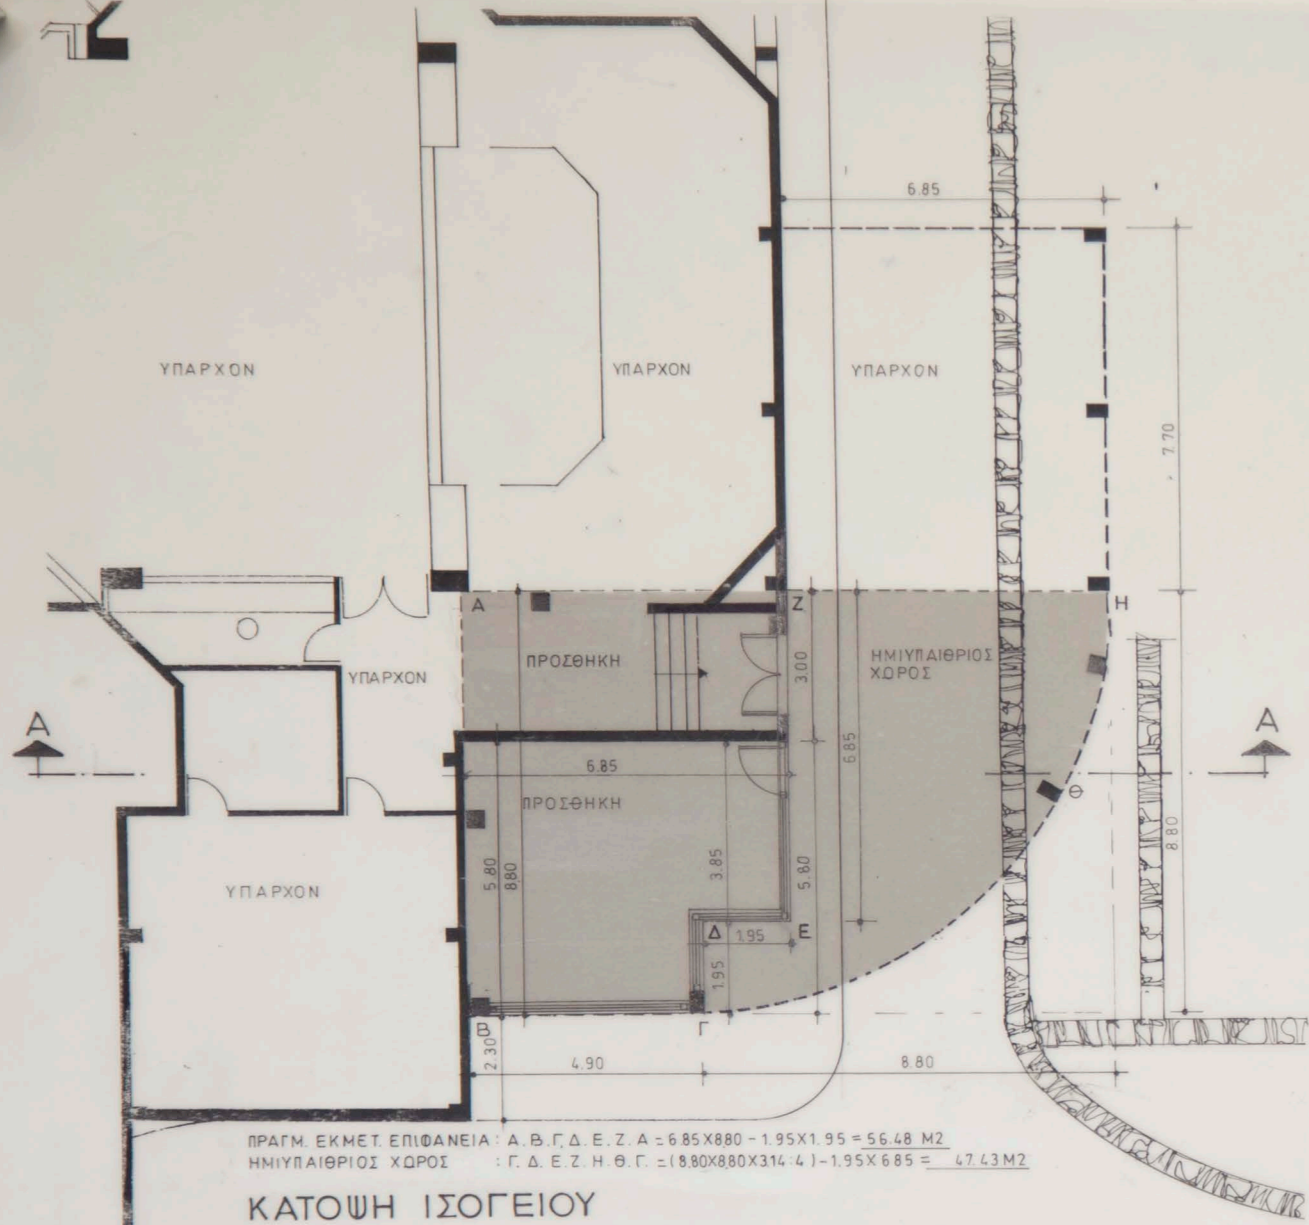 6.85
ΥΠΑΡΧΟΝ
ΥΠΑΡΧΟΝ
ΥΠΑΡΧΟΝ
7.70
Α
Ζ
Η
ΠΡΟΣΘΗΚΗ
3.00
ΗΜΙΥΠΑΙΘΡΙΟΣ
ΧΩΡΟΣ
ΥΠΑΡΧΟΝ
Α
Α
6.85
6.85
ΠΡΟΣΘΗΚΗ
Θ
5.80
8.80
3.85
5.80
8.80
ΥΠΑΡΧΟΝ
Δ
1.95
Ε
1.95
Β
Γ
2.30
4.90
8.80
ΠΡΑΓΜ. ΕΚΜΕΤ. ΕΠΙΦΑΝΕΙΑ : Α.Β.Γ.Δ.Ε.Ζ.Α = 6.85Χ8.80 - 1.95Χ1.95 = 56.48 Μ2
ΗΜΙΥΠΑΙΘΡΙΟΣ ΧΩΡΟΣ : Γ.Δ.Ε.Ζ.Η.Θ.Γ. = (8.80Χ8.80Χ3.14:4) - 1.95Χ6.85 = 47.43 Μ2
ΚΑΤΟΨΗ ΙΣΟΓΕΙΟΥ